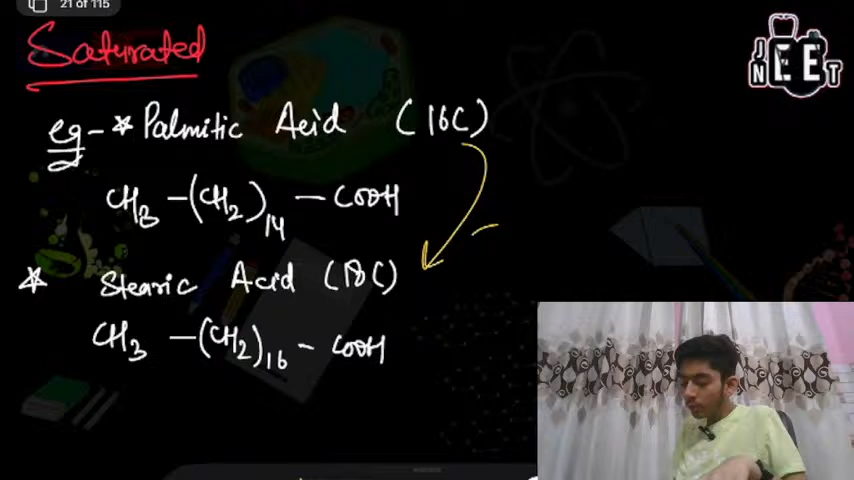 21 of 115
Saturated
JNEET
eg - * Palmitic Acid (16C)
CH3 -(CH2)14 - COOH
* Stearic Acid (18C)
CH3 -(CH2)16 - COOH